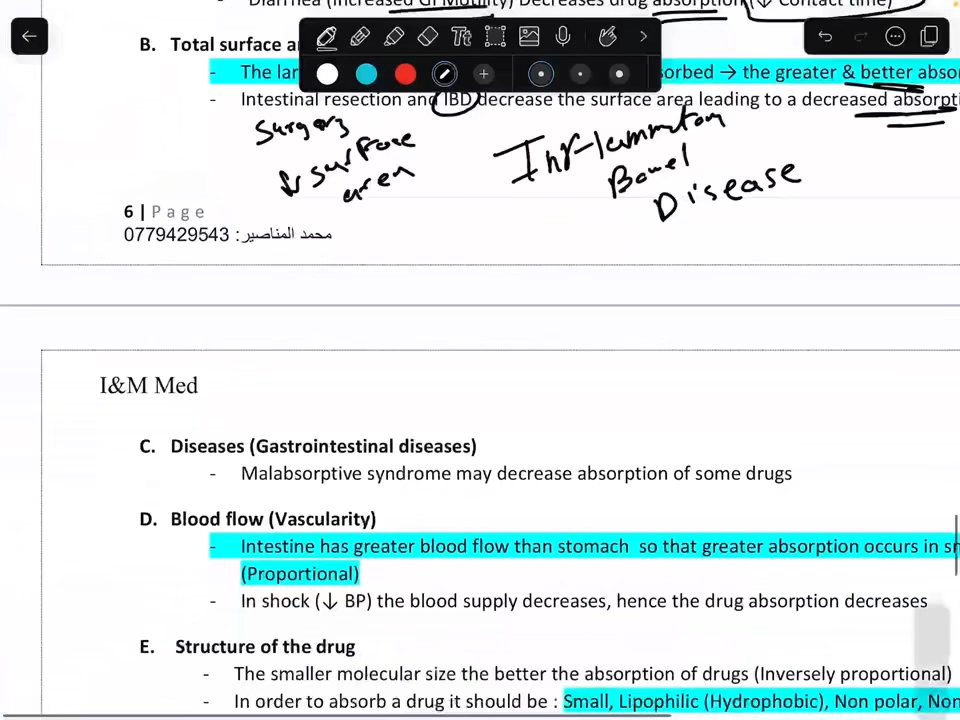 Diarrhea (Increased GI Motility) Decreases drug absorption (↓ Contact time)
B. Total surface
- The lar sorbed → the greater & better
- Intestinal resection and IBD decrease the surface area leading to a decreased
Surgery
↓ surface
area
Inflammatory
Bowel
Disease
6 | Page
محمد المناصير: 0779429543
I&M Med
C. Diseases (Gastrointestinal diseases)
- Malabsorptive syndrome may decrease absorption of some drugs
D. Blood flow (Vascularity)
- Intestine has greater blood flow than stomach so that greater absorption occurs in
(Proportional)
- In shock (↓ BP) the blood supply decreases, hence the drug absorption decreases
E. Structure of the drug
- The smaller molecular size the better the absorption of drugs (Inversely proportional)
- In order to absorb a drug it should be : Small, Lipophilic (Hydrophobic), Non polar, Non